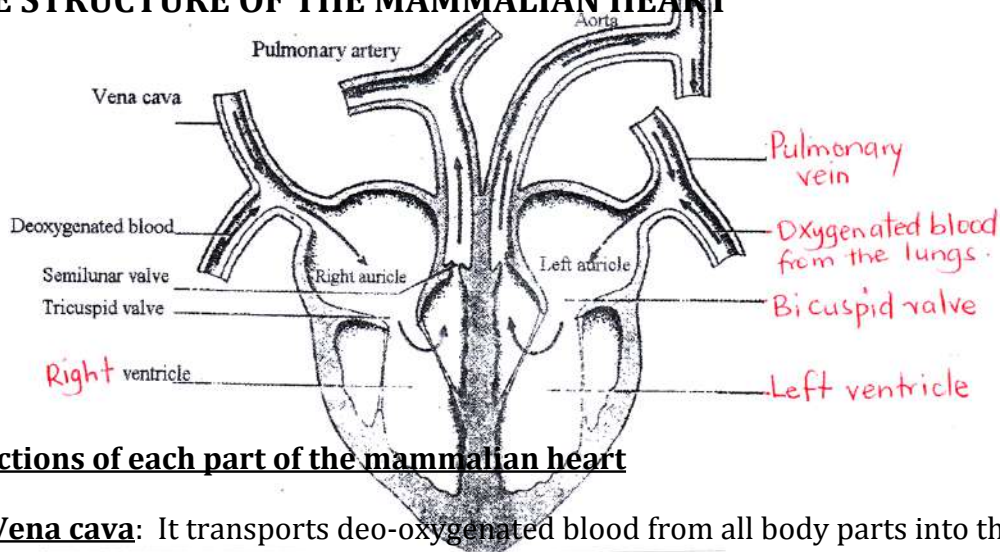 E STRUCTURE OF THE MAMMALIAN HEART
Aorta
Pulmonary artery
Vena cava
Pulmonary
vein
Deoxygenated blood
Oxygenated blood
from the lungs.
Semilunar valve
Right auricle
Left auricle
Tricuspid valve
Bicuspid valve
Right ventricle
Left ventricle
ctions of each part of the mammalian heart
Vena cava: It transports deo-oxygenated blood from all body parts into th